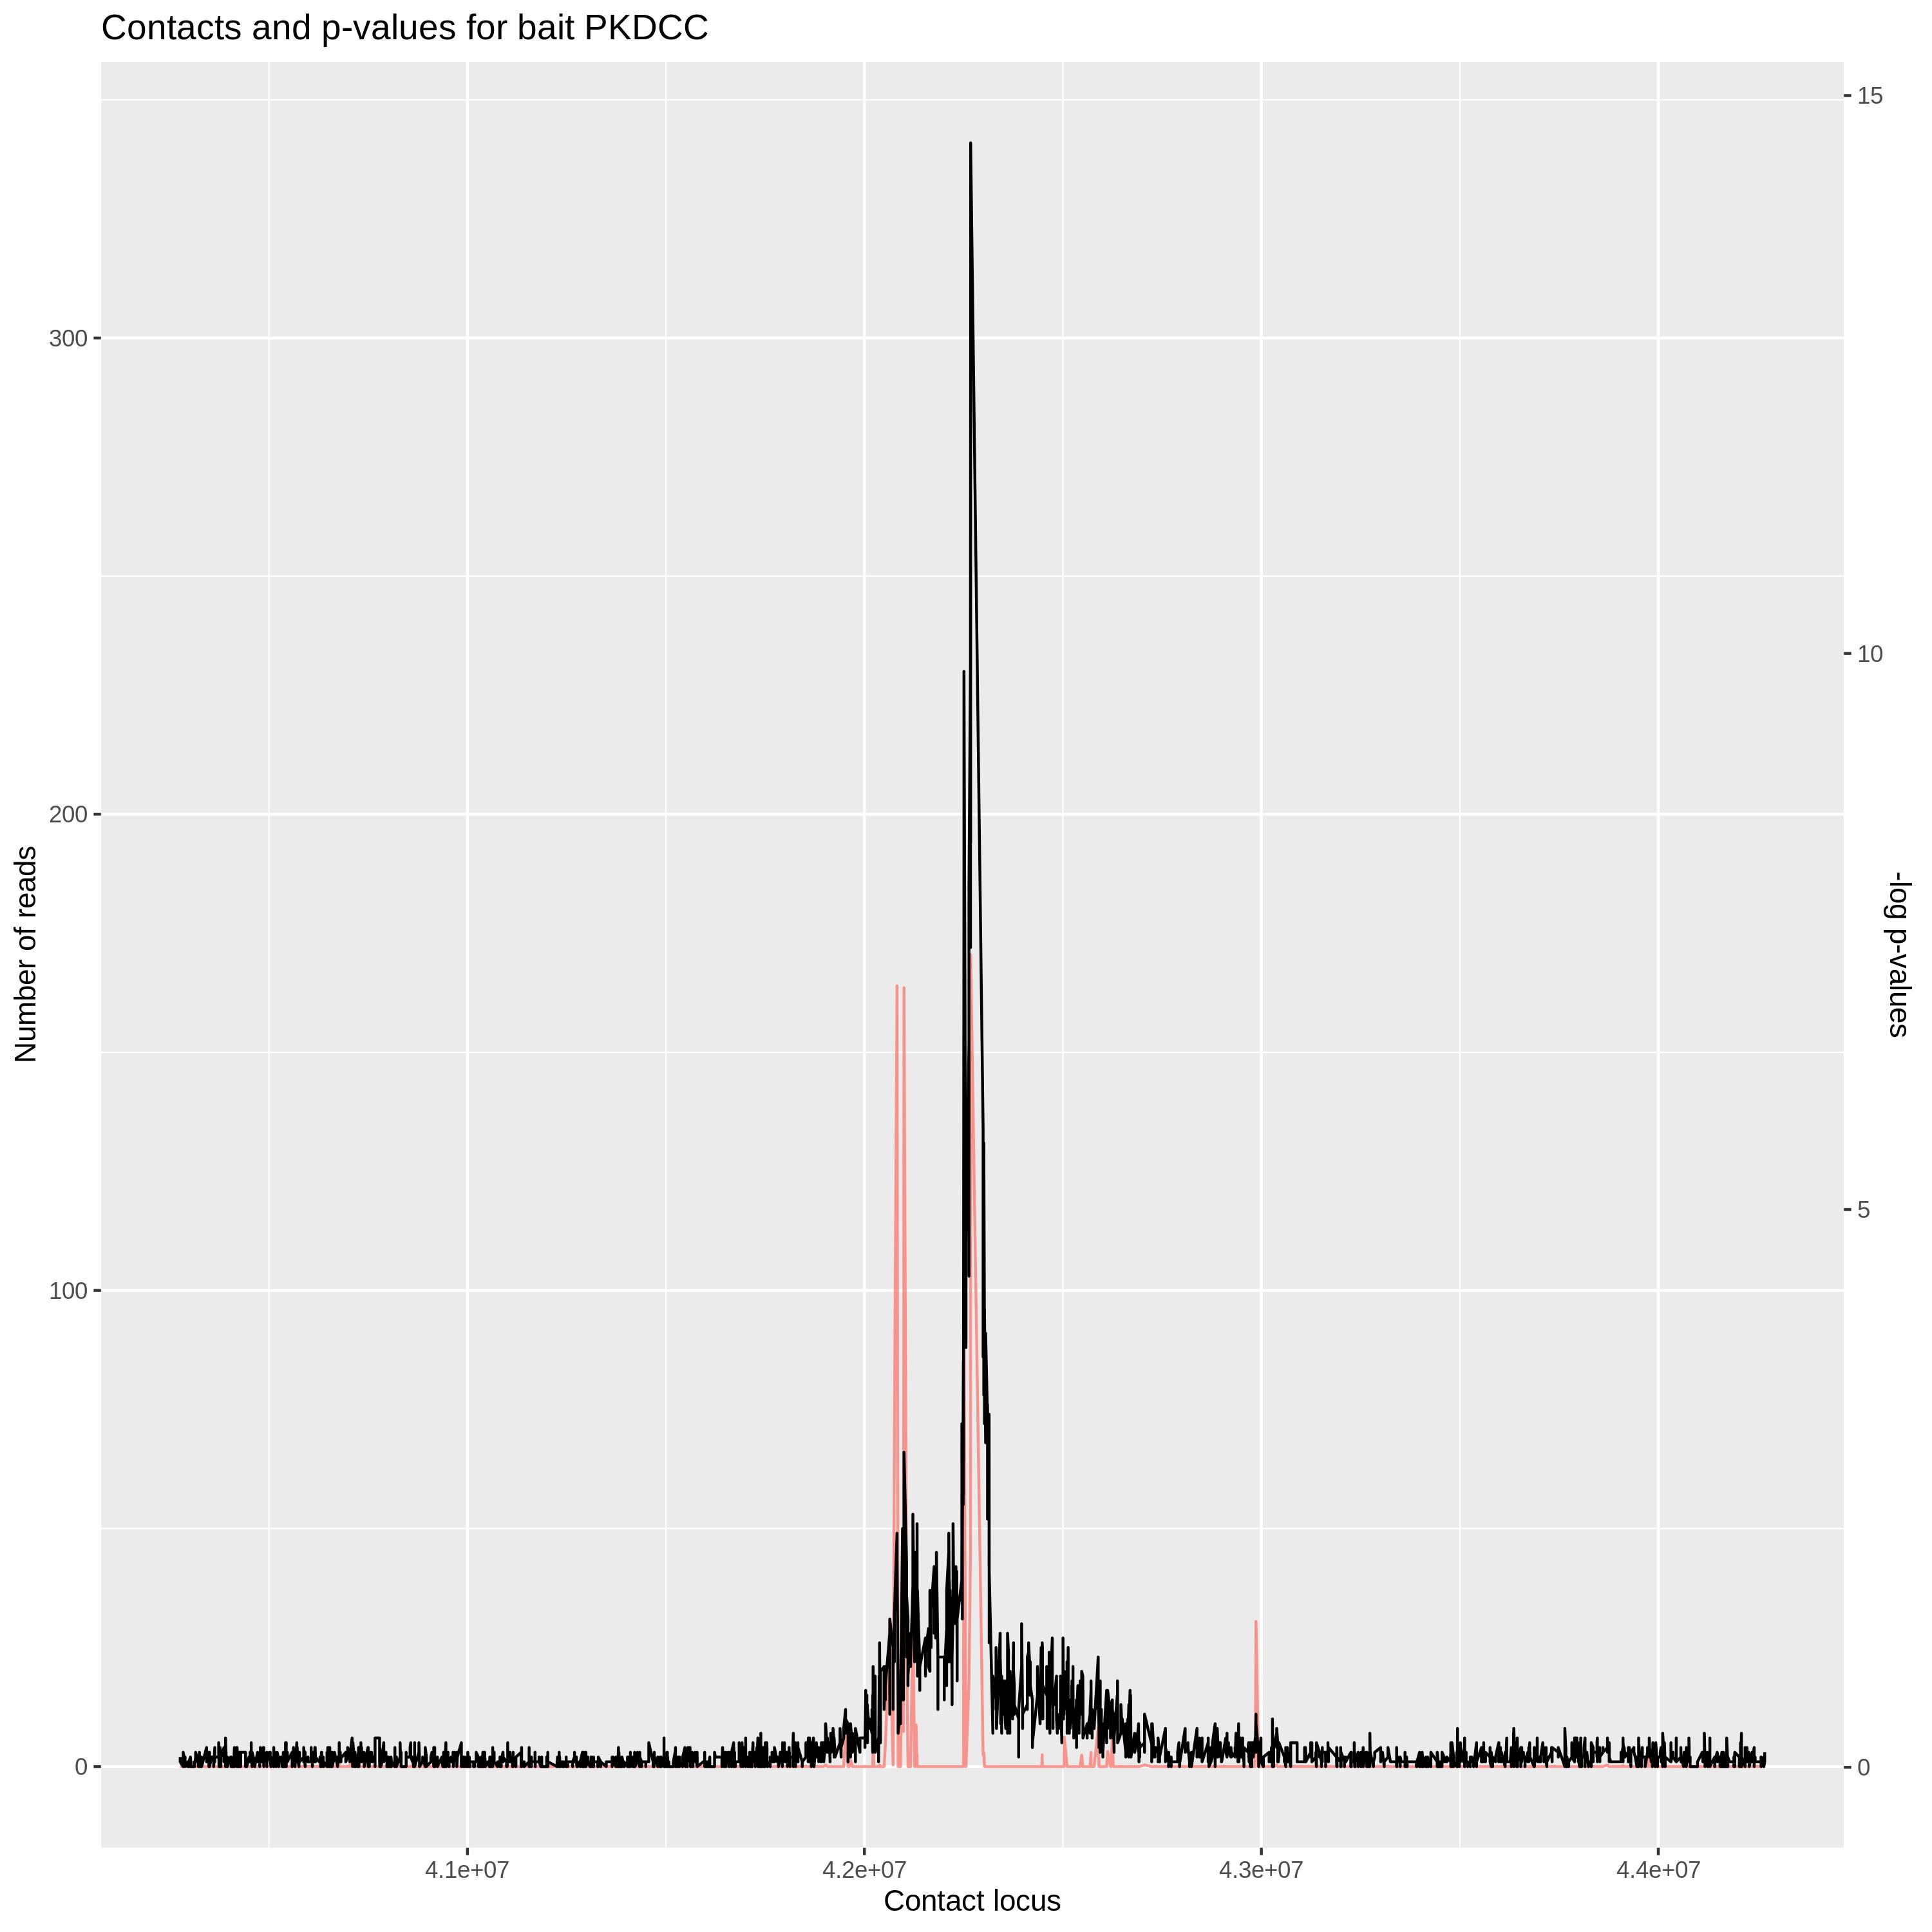 Contacts and p-values for bait PKDCC
Number of reads
300
200
100
0
15
10
5
0
-log p-values
4.1e+07 4.2e+07 4.3e+07 4.4e+07
Contact locus